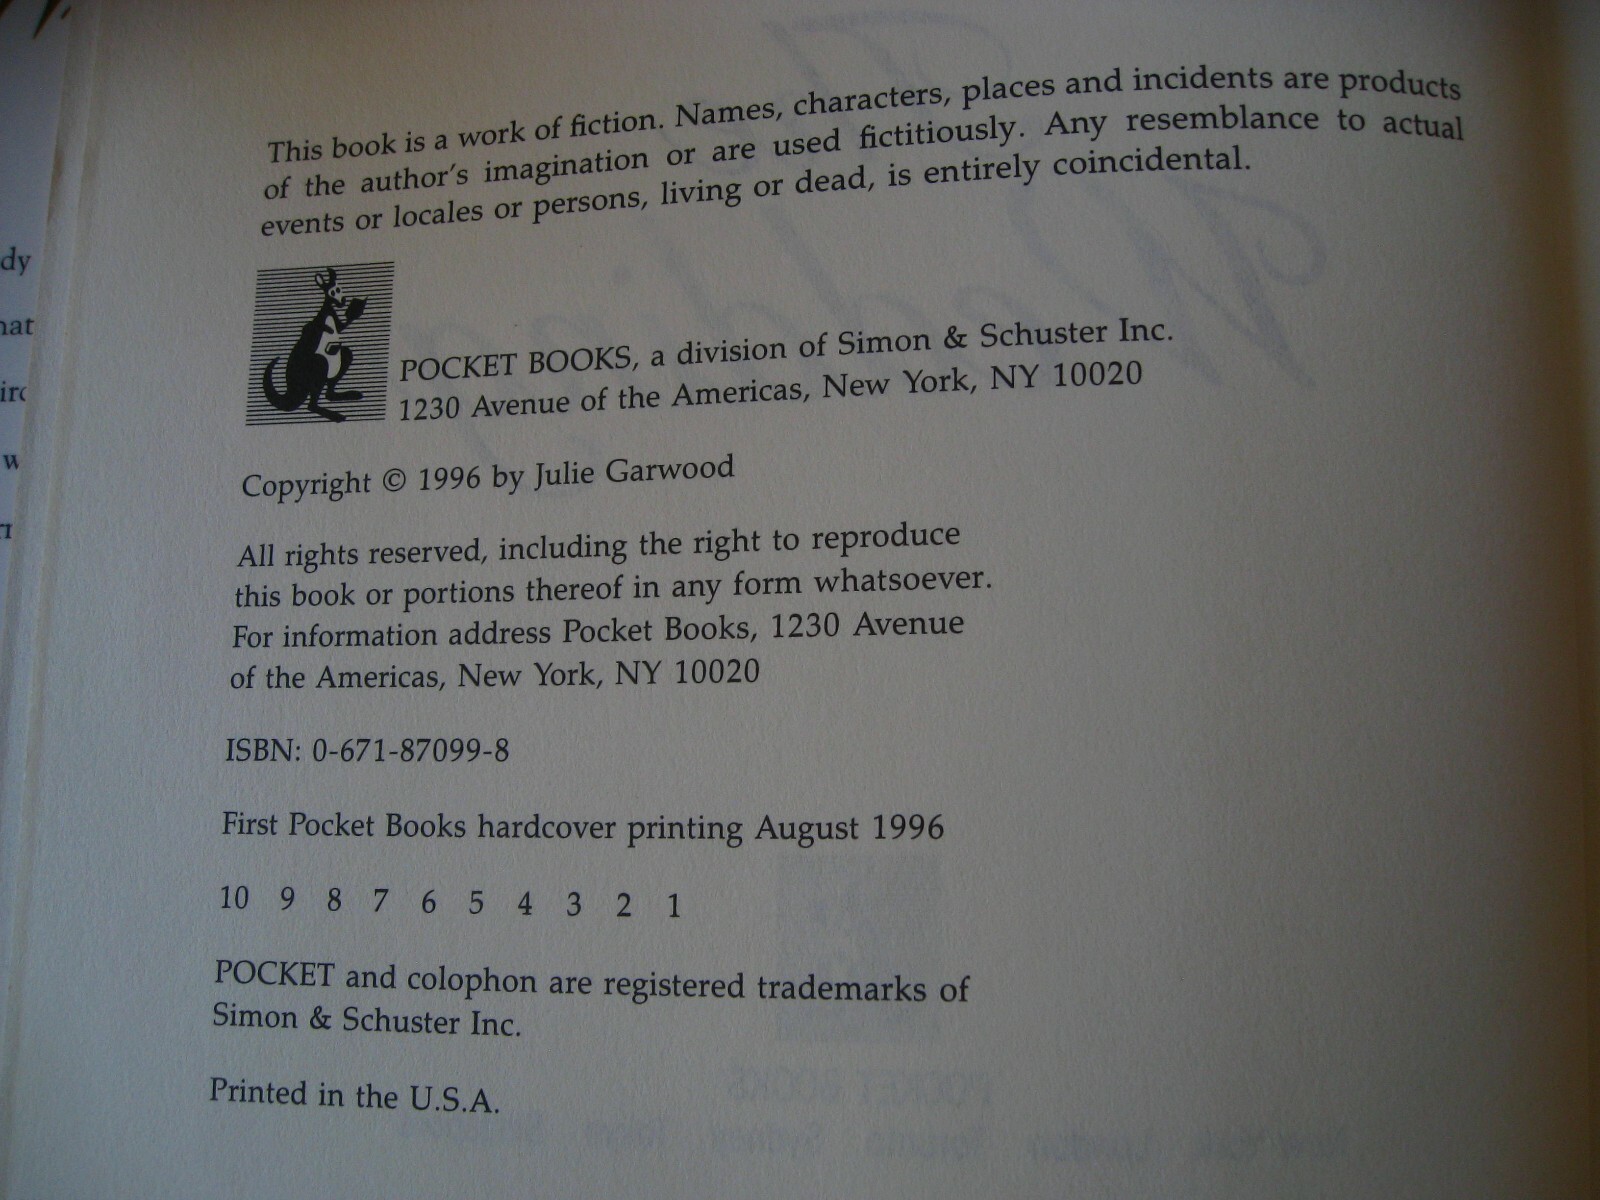 This book is a work of fiction. Names, characters, places and incidents are products
of the author's imagination or are used fictitiously. Any resemblance to actual
events or locales or persons, living or dead, is entirely coincidental.
POCKET BOOKS, a division of Simon & Schuster Inc.
1230 Avenue of the Americas, New York, NY 10020
Copyright © 1996 by Julie Garwood
All rights reserved, including the right to reproduce
this book or portions thereof in any form whatsoever.
For information address Pocket Books, 1230 Avenue
of the Americas, New York, NY 10020
ISBN: 0-671-87099-8
First Pocket Books hardcover printing August 1996
10 9 8 7 6 5 4 3 2 1
POCKET and colophon are registered trademarks of
Simon & Schuster Inc.
Printed in the U.S.A.